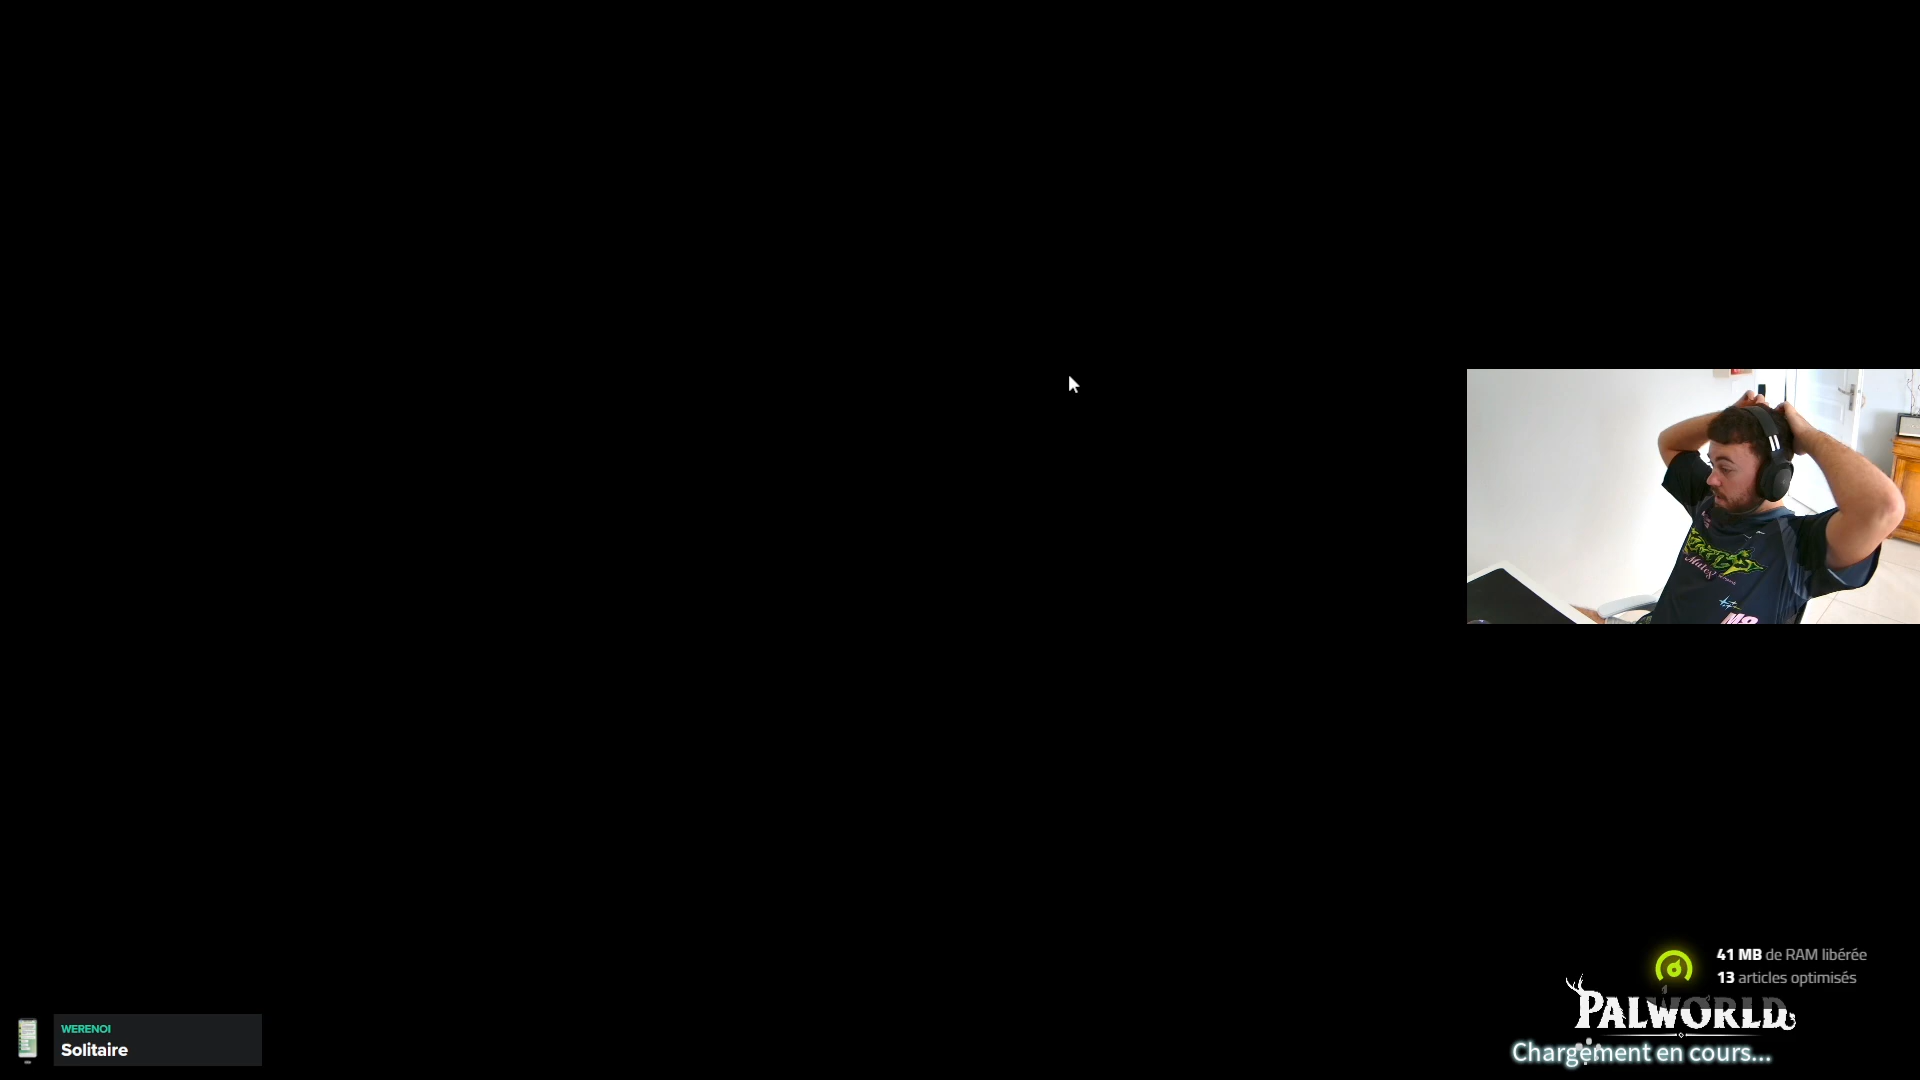 41 MB de RAM libérée
13 articles optimisés
PALWORLD
Chargement en cours...
WERENOI
Solitaire